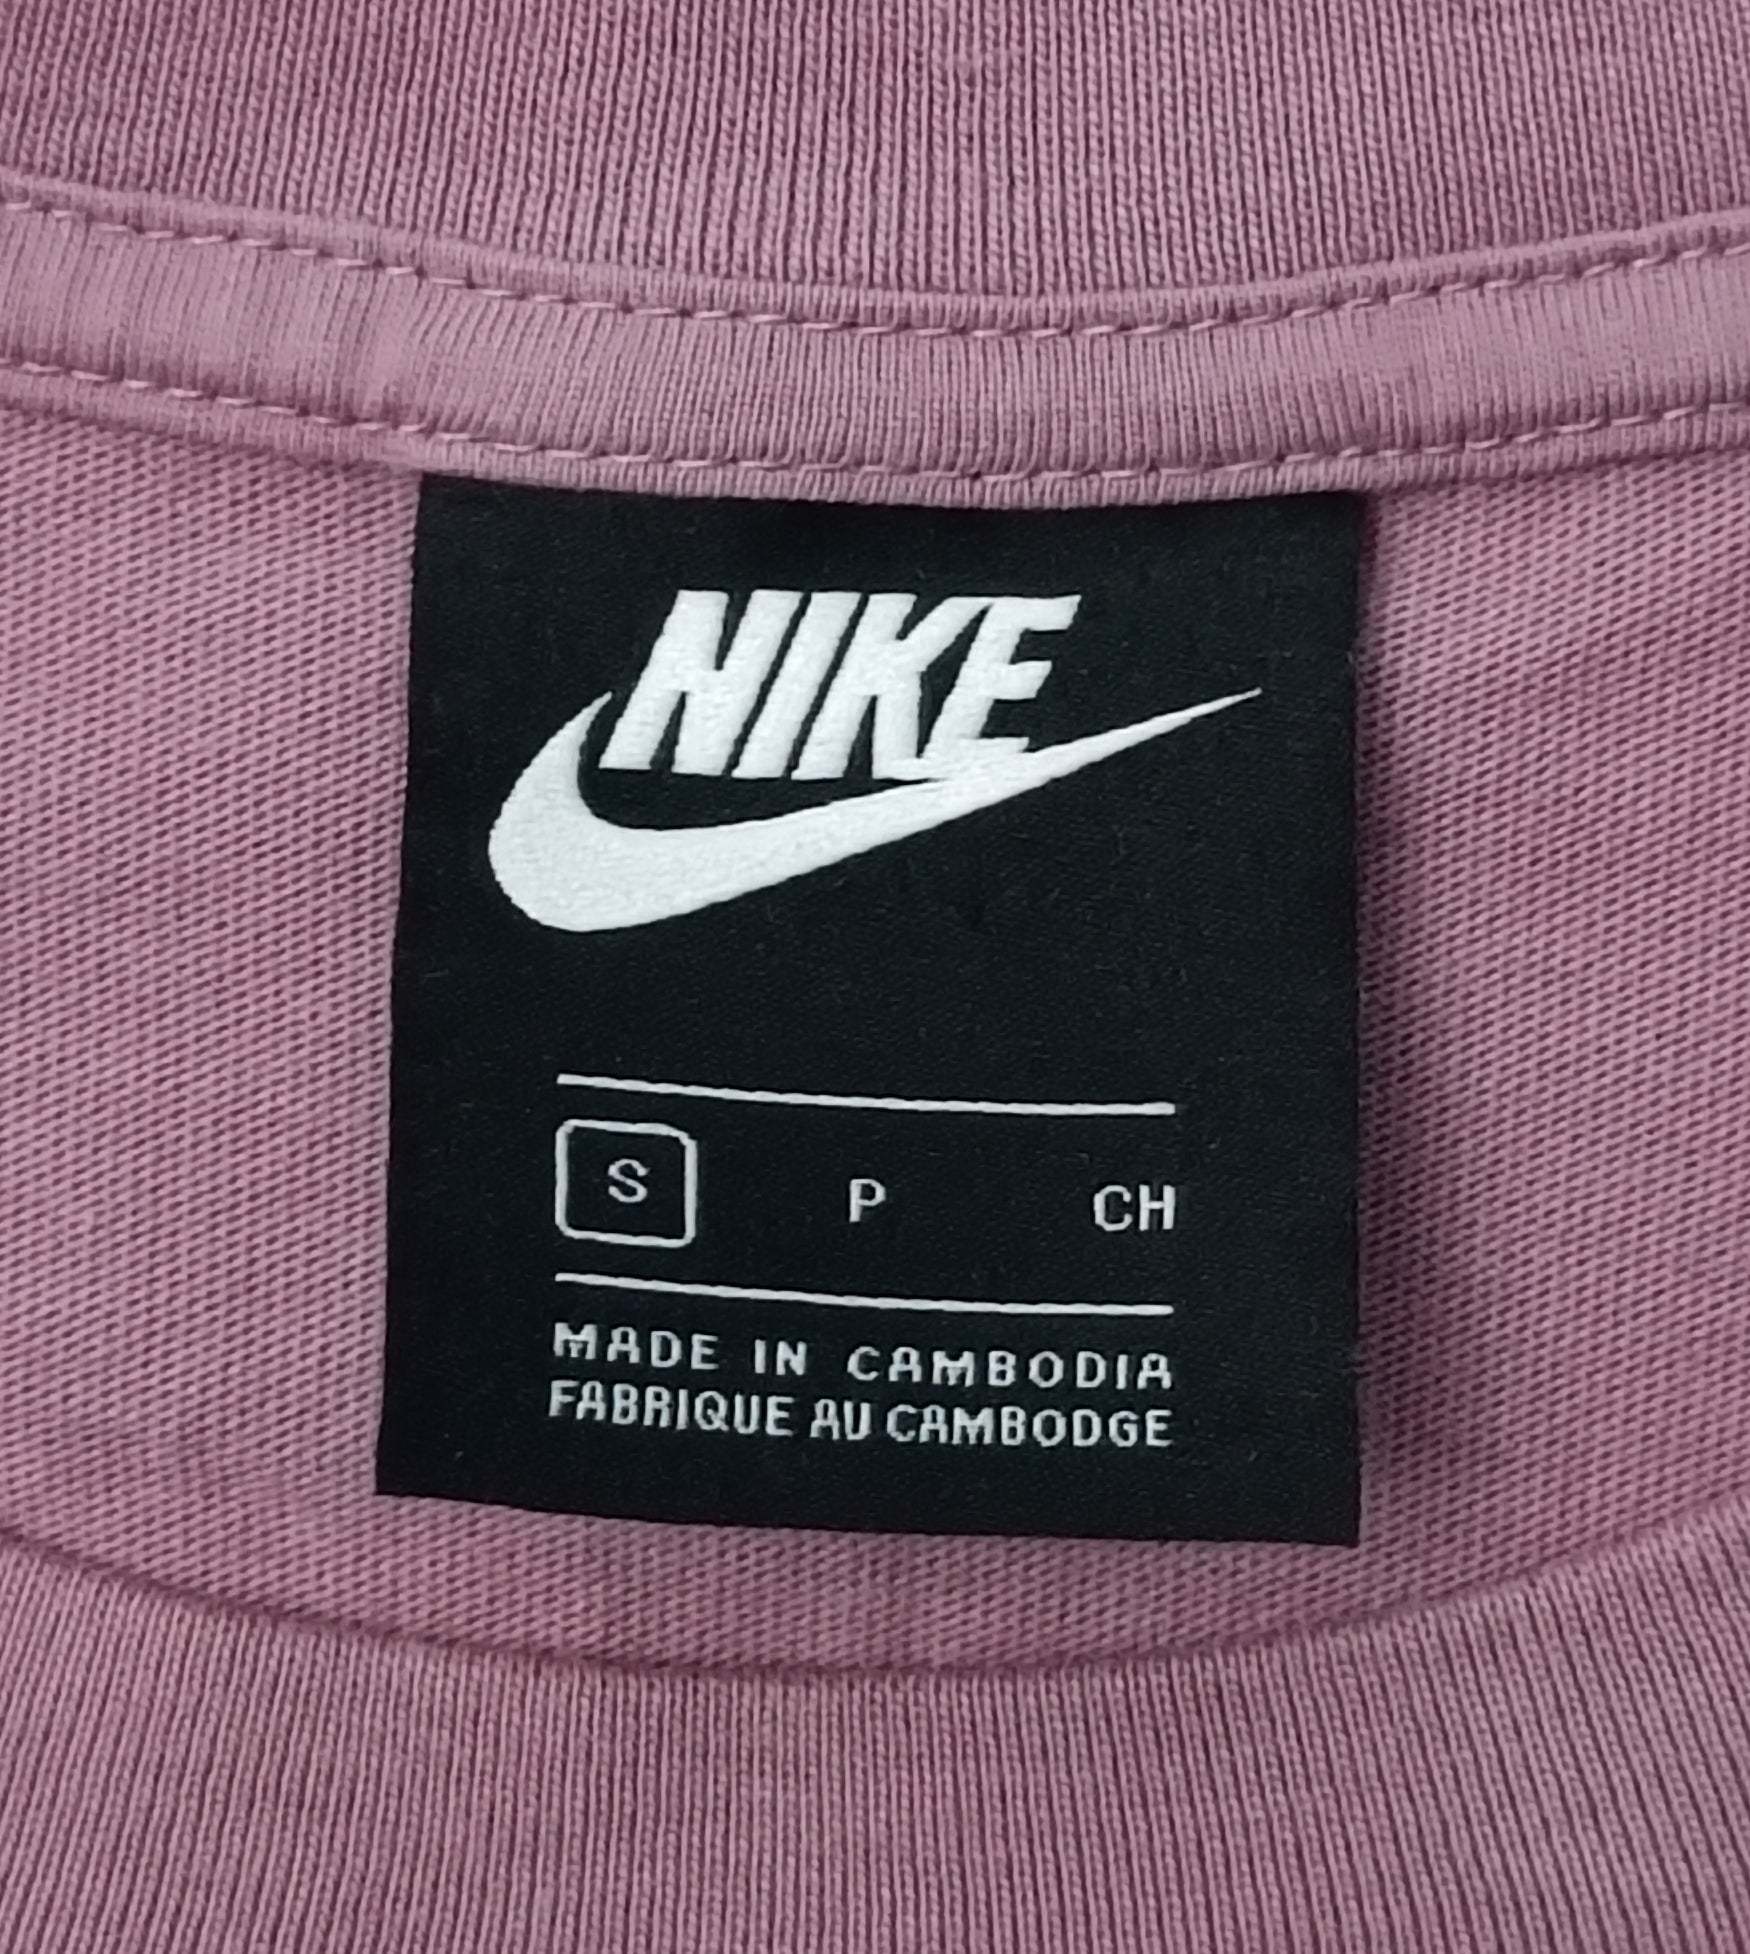 NIKE
S P CH
MADE IN CAMBODIA
FABRIQUE AU CAMBODGE